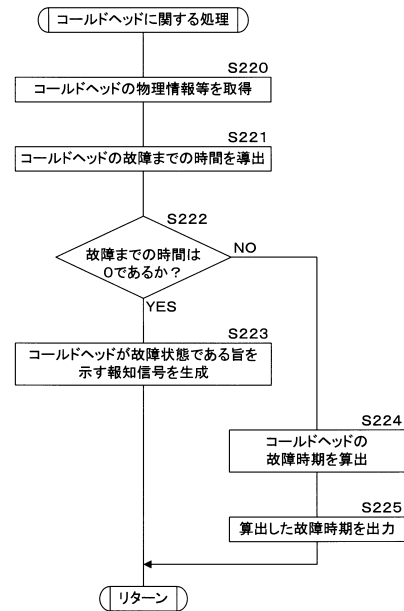 コールドヘッドに関する処理
S220
コールドヘッドの物理情報等を取得
S221
コールドヘッドの故障までの時間を導出
S222
故障までの時間は
0であるか？
NO
YES
S223
コールドヘッドが故障状態である旨を
示す報知信号を生成
S224
コールドヘッドの
故障時期を算出
S225
算出した故障時期を出力
リターン